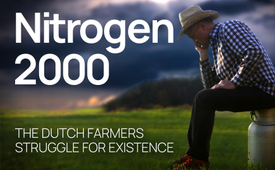 Nitrogen
2000
THE DUTCH FARMERS
STRUGGLE FOR EXISTENCE